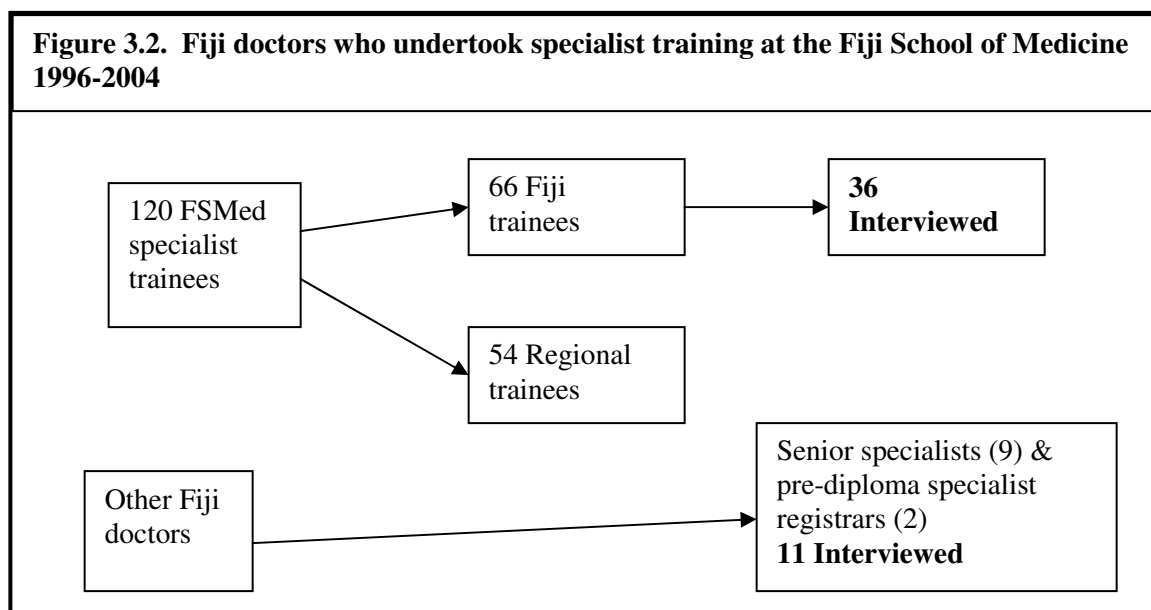 Figure 3.2.  Fiji doctors who undertook specialist training at the Fiji School of Medicine
1996-2004
120 FSMed
specialist
trainees
66 Fiji
trainees
36
Interviewed
54 Regional
trainees
Other Fiji
doctors
Senior specialists (9) &
pre-diploma specialist
registrars (2)
11 Interviewed